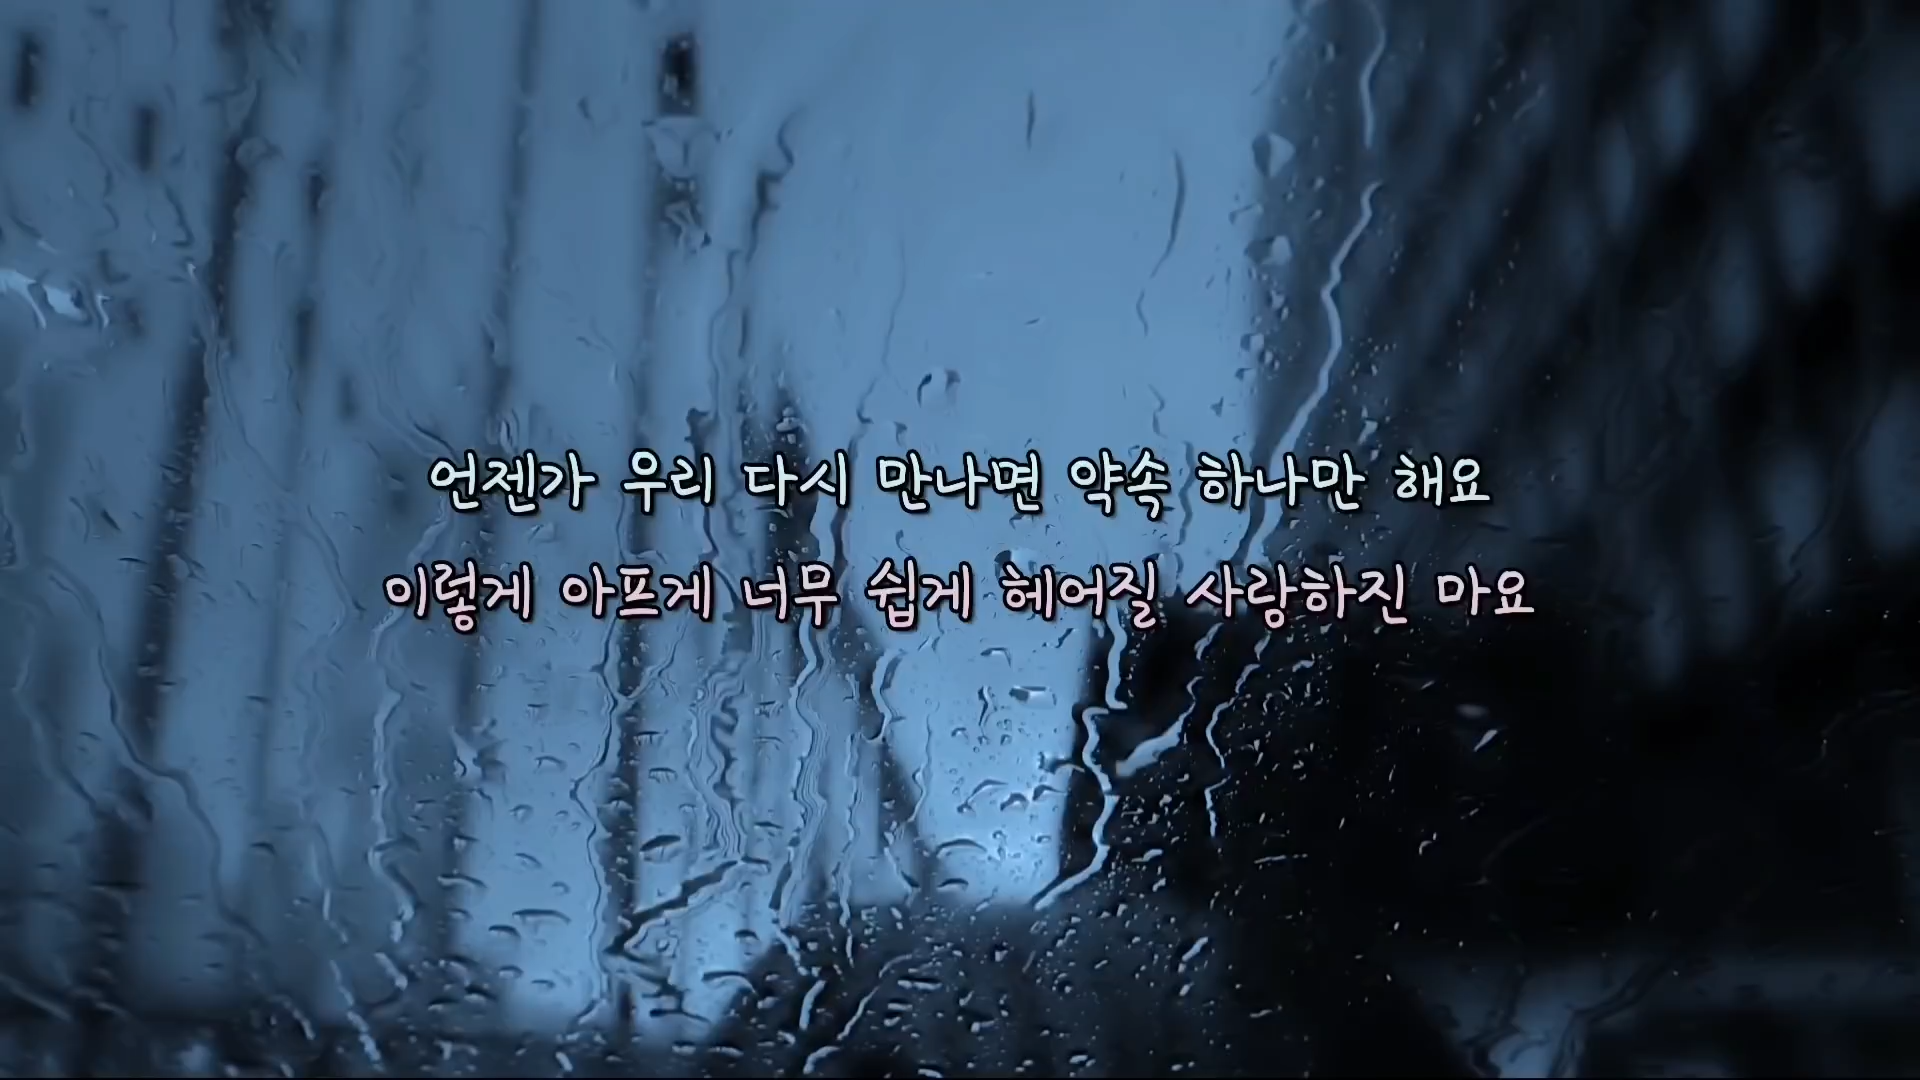 언젠가 우리 다시 만나면 약속 하나만 해요
이렇게 아프게 너무 쉽게 헤어질 사랑하진 마요